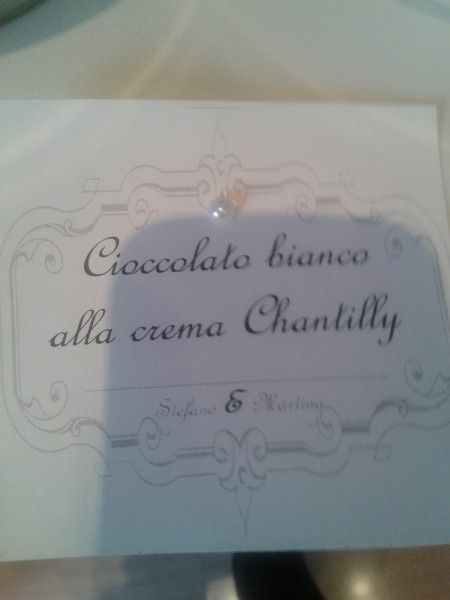 Cioccolato bianco
alla crema Chantilly
Stefano & Martina